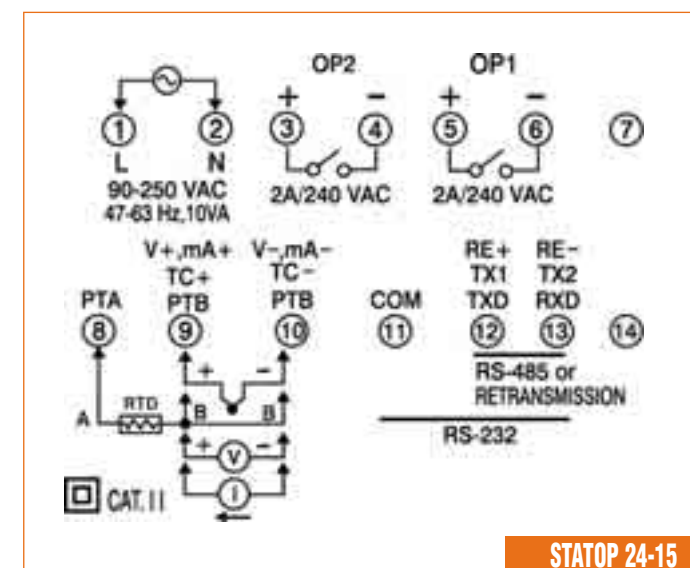 OP2 OP1
+ − + −
1 2 3 4 5 6 7
L N
90-250 VAC 2A/240 VAC 2A/240 VAC
47-63 Hz,10VA
V+,mA+ V−,mA− RE+ RE−
TC+ TC− TX1 TX2
PTA PTB PTB COM TXD RXD
8 9 10 11 12 13 14
+ −
RS-485 or
RTD RETRANSMISSION
A B B
RS-232
+ V −
I
CAT. II
STATOP 24-15